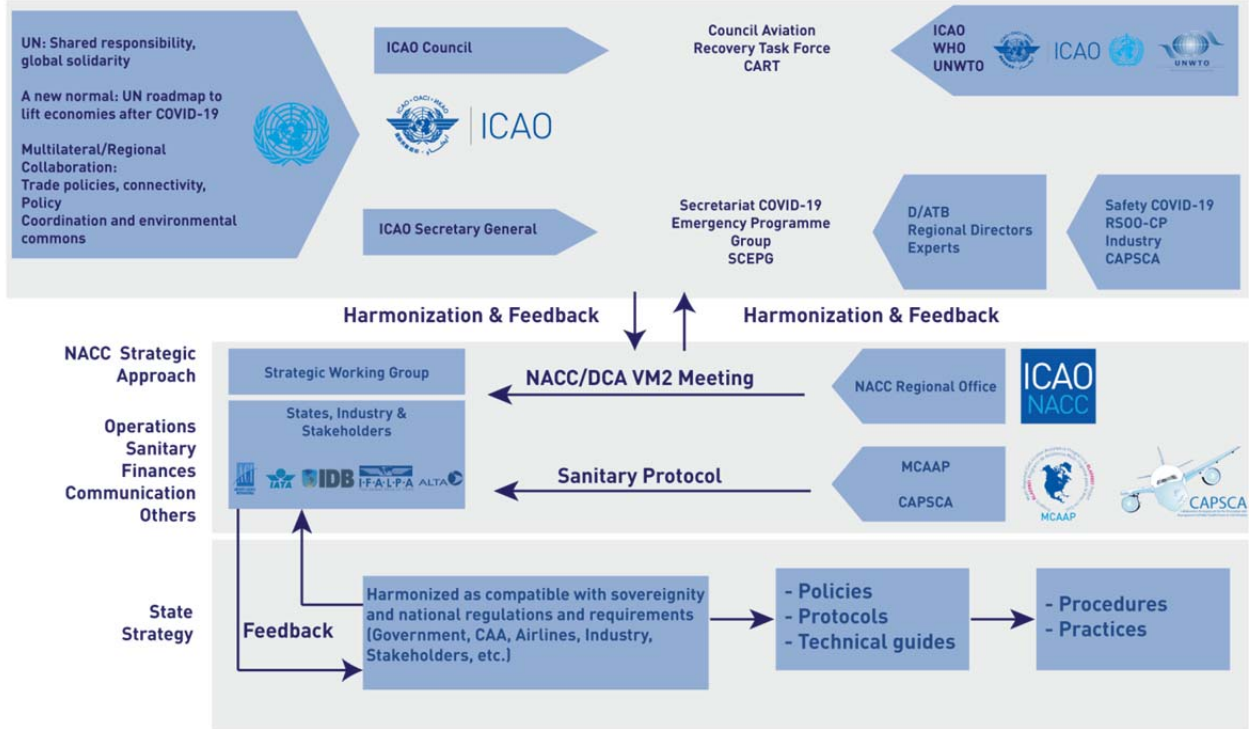 UN: Shared responsibility,
global solidarity
A new normal: UN roadmap to
lift economies after COVID-19
Multilateral/Regional
Collaboration:
Trade policies, connectivity,
Policy
Coordination and environmental
commons
ICAO Council
ICAO
ICAO Secretary General
Council Aviation
Recovery Task Force
CART
ICAO
WHO
UNWTO
ICAO
UNWTO
Secretariat COVID-19
Emergency Programme
Group
SCEPG
D/ATB
Regional Directors
Experts
Safety COVID-19
RSOO-CP
Industry
CAPSCA
Harmonization & Feedback
Harmonization & Feedback
NACC Strategic
Approach
Operations
Sanitary
Finances
Communication
Others
Strategic Working Group
States, Industry &
Stakeholders
IATA
IDB
I·F·A·L·P·A
ALTA
NACC/DCA VM2 Meeting
NACC Regional Office
ICAO
NACC
Sanitary Protocol
MCAAP
CAPSCA
MCAAP
CAPSCA
State
Strategy
Feedback
Harmonized as compatible with sovereignity
and national regulations and requirements
(Government, CAA, Airlines, Industry,
Stakeholders, etc.)
- Policies
- Protocols
- Technical guides
- Procedures
- Practices